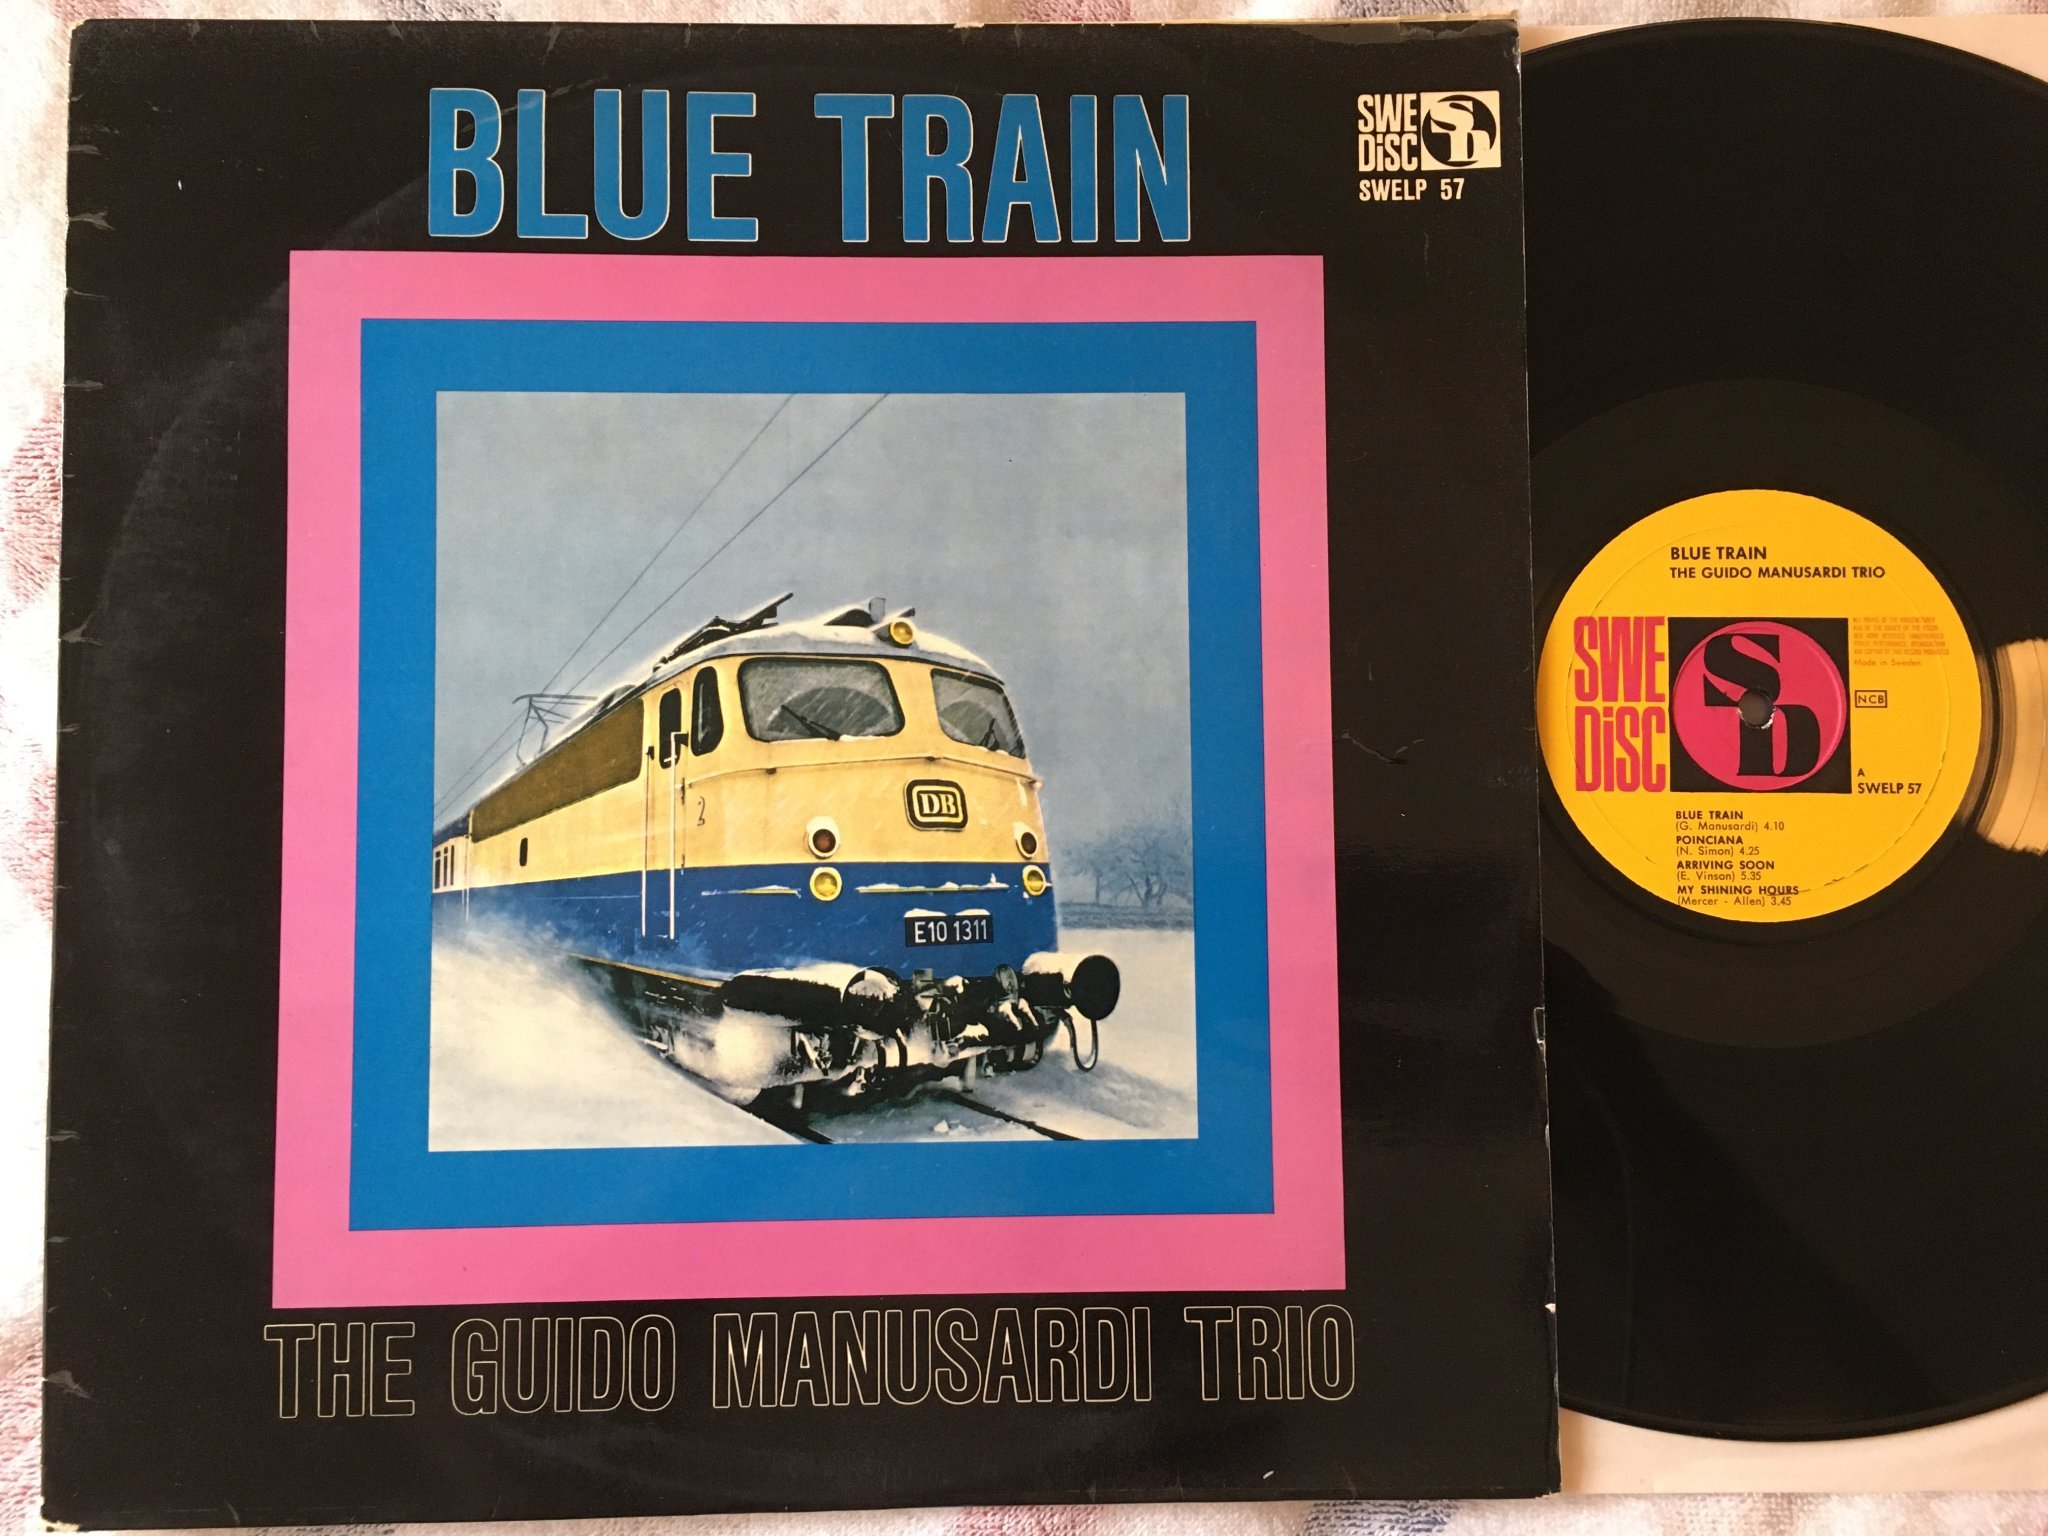 BLUE TRAIN
SWE
DiSC
SD
SWELP 57
DB
E10 1311
THE GUIDO MANUSARDI TRIO
BLUE TRAIN
THE GUIDO MANUSARDI TRIO
SWE
DiSC
SD
Made in Sweden
NCB
A
SWELP 57
BLUE TRAIN
(G. Manusardi) 4.10
POINCIANA
(N. Simon) 4.25
ARRIVING SOON
(E. Vinson) 5.35
MY SHINING HOURS
(Mercer - Allen) 3.45